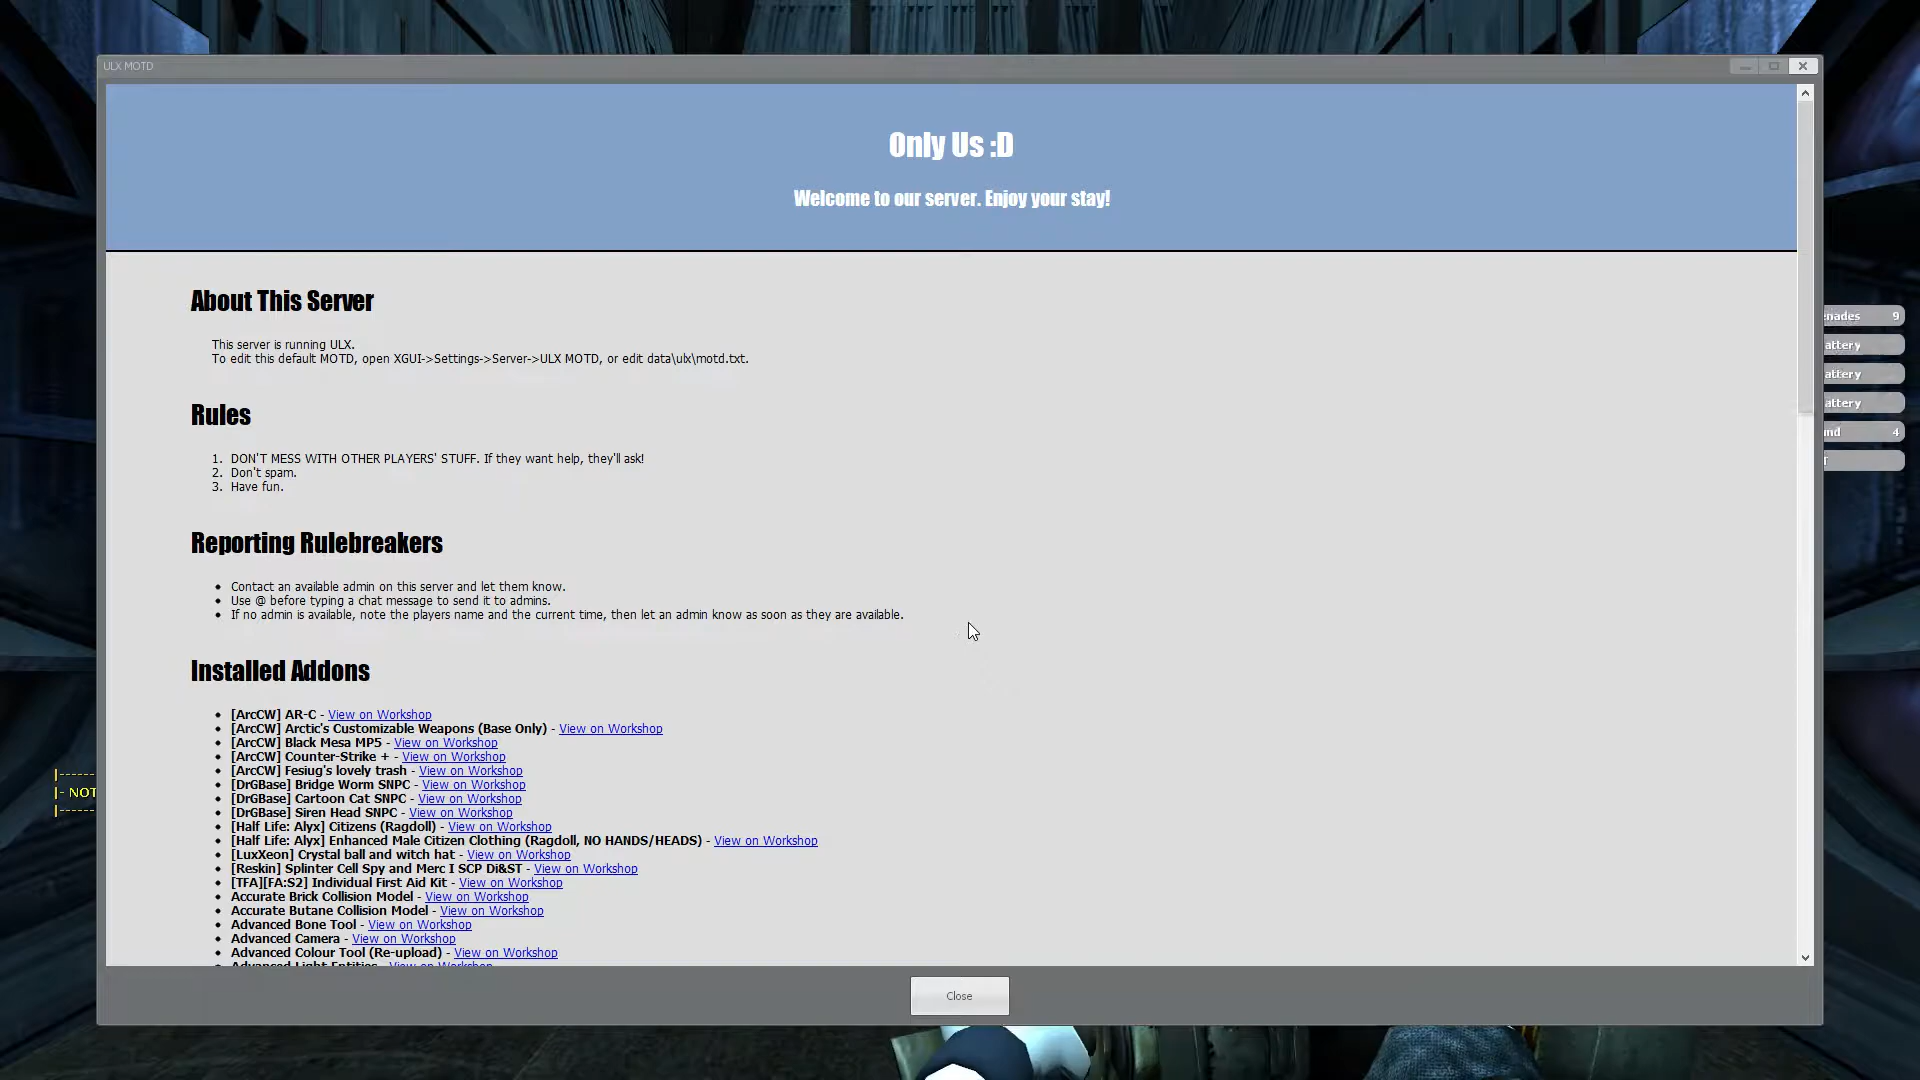 ULX MOTD
Only Us :D
Welcome to our server. Enjoy your stay!
About This Server
This server is running ULX.
To edit this default MOTD, open XGUI->Settings->Server->ULX MOTD, or edit data\ulx\motd.txt.
Rules
1. DON'T MESS WITH OTHER PLAYERS' STUFF. If they want help, they'll ask!
2. Don't spam.
3. Have fun.
Reporting Rulebreakers
• Contact an available admin on this server and let them know.
• Use @ before typing a chat message to send it to admins.
• If no admin is available, note the players name and the current time, then let an admin know as soon as they are available.
Installed Addons
• [ArcCW] AR-C - View on Workshop
• [ArcCW] Arctic's Customizable Weapons (Base Only) - View on Workshop
• [ArcCW] Black Mesa MP5 - View on Workshop
• [ArcCW] Counter-Strike + - View on Workshop
• [ArcCW] Fesiug's lovely trash - View on Workshop
• [DrGBase] Bridge Worm SNPC - View on Workshop
• [DrGBase] Cartoon Cat SNPC - View on Workshop
• [DrGBase] Siren Head SNPC - View on Workshop
• [Half Life: Alyx] Citizens (Ragdoll) - View on Workshop
• [Half Life: Alyx] Enhanced Male Citizen Clothing (Ragdoll, NO HANDS/HEADS) - View on Workshop
• [LuxXeon] Crystal ball and witch hat - View on Workshop
• [Reskin] Splinter Cell Spy and Merc I SCP Di&ST - View on Workshop
• [TFA][FA:S2] Individual First Aid Kit - View on Workshop
• Accurate Brick Collision Model - View on Workshop
• Accurate Butane Collision Model - View on Workshop
• Advanced Bone Tool - View on Workshop
• Advanced Camera - View on Workshop
• Advanced Colour Tool (Re-upload) - View on Workshop
• Advanced Light Entities - View on Workshop
Close
enades 9
attery
attery
attery
und 4
|-----
|- NOT
|-----